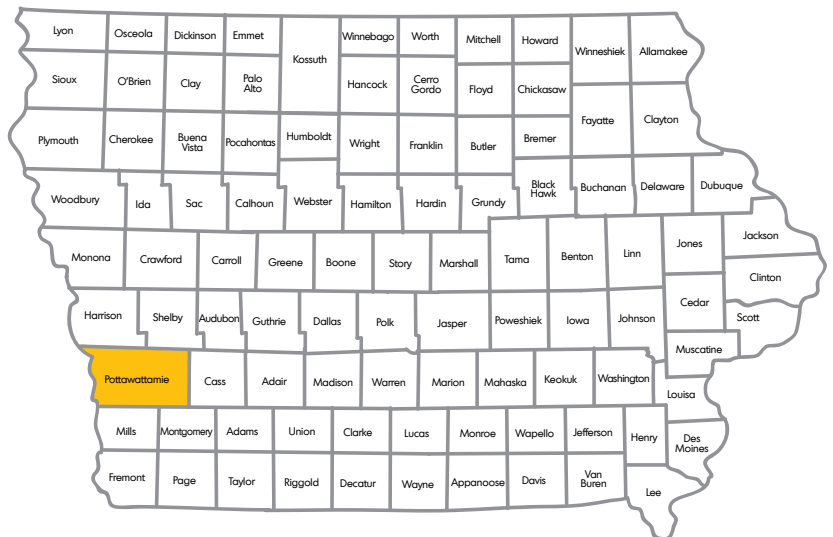 Lyon
Osceola
Dickinson
Emmet
Kossuth
Winnebago
Worth
Mitchell
Howard
Winneshiek
Allamakee
Sioux
O'Brien
Clay
Palo
Alto
Hancock
Cerro
Gordo
Floyd
Chickasaw
Fayatte
Clayton
Plymouth
Cherokee
Buena
Vista
Pocahontas
Humboldt
Wright
Franklin
Butler
Bremer
Woodbury
Ida
Sac
Calhoun
Webster
Hamilton
Hardin
Grundy
Black
Hawk
Buchanan
Delaware
Dubuque
Monona
Crawford
Carroll
Greene
Boone
Story
Marshall
Tama
Benton
Linn
Jones
Jackson
Clinton
Harrison
Shelby
Audubon
Guthrie
Dallas
Polk
Jasper
Poweshiek
Iowa
Johnson
Cedar
Scott
Muscatine
Pottawattamie
Cass
Adair
Madison
Warren
Marion
Mahaska
Keokuk
Washington
Louisa
Mills
Montgomery
Adams
Union
Clarke
Lucas
Monroe
Wapello
Jefferson
Henry
Des
Moines
Fremont
Page
Taylor
Riggold
Decatur
Wayne
Appanoose
Davis
Van
Buren
Lee